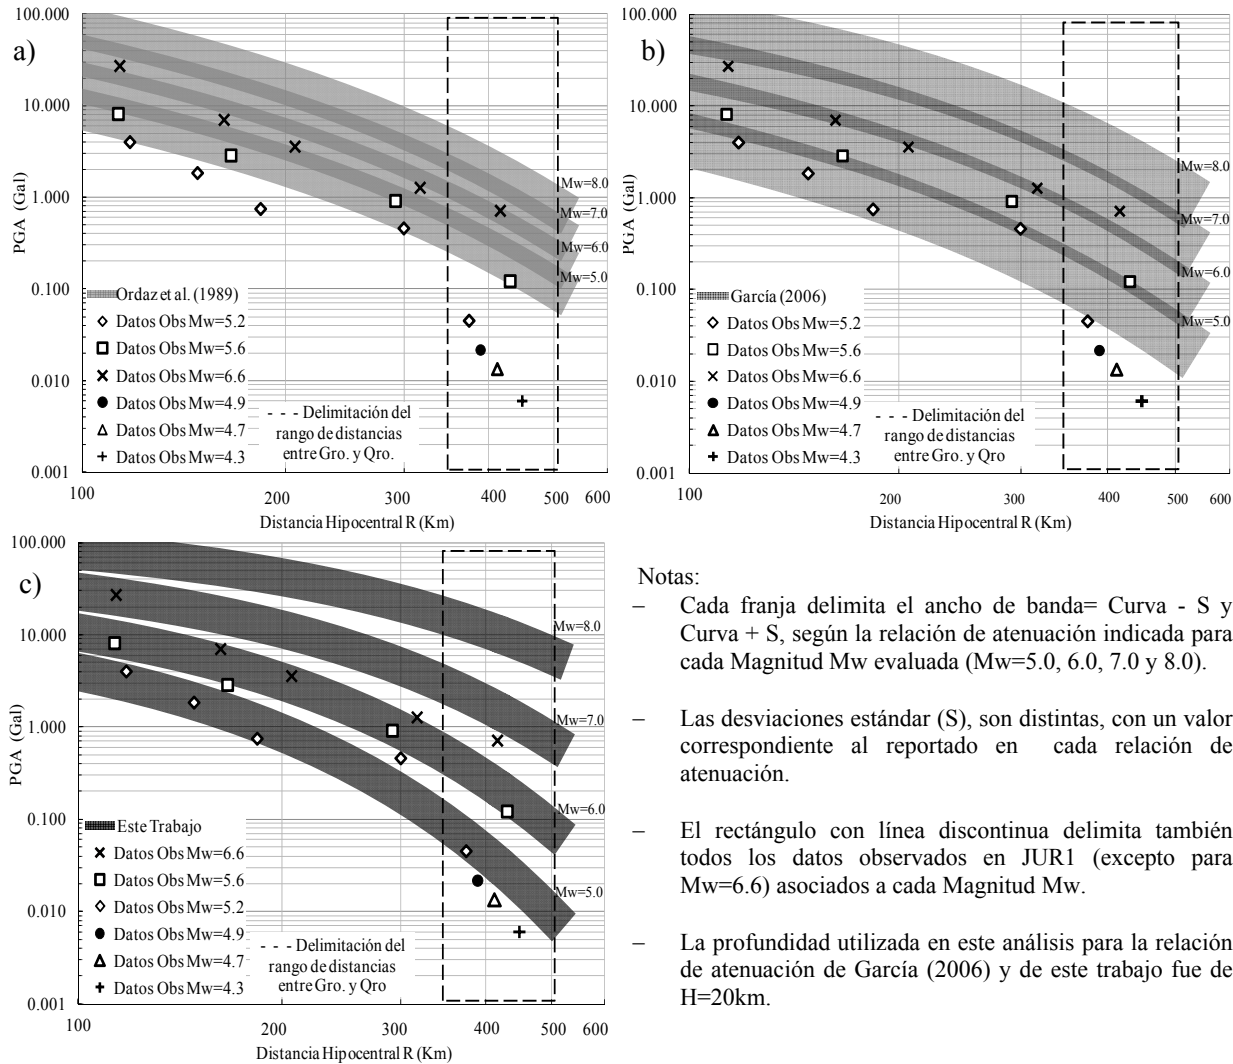 a)
PGA (Gal)
100.000
10.000
1.000
0.100
0.010
0.001
Mw=8.0
Mw=7.0
Mw=6.0
Mw=5.0
Ordaz et al. (1989)
Datos Obs Mw=5.2
Datos Obs Mw=5.6
Datos Obs Mw=6.6
Datos Obs Mw=4.9
Datos Obs Mw=4.7
Datos Obs Mw=4.3
- - - Delimitación del
rango de distancias
entre Gro. y Qro.
100 200 300 400 500 600
Distancia Hipocentral R (Km)
b)
PGA (Gal)
100.000
10.000
1.000
0.100
0.010
0.001
Mw=8.0
Mw=7.0
Mw=6.0
Mw=5.0
García (2006)
Datos Obs Mw=5.2
Datos Obs Mw=5.6
Datos Obs Mw=6.6
Datos Obs Mw=4.9
Datos Obs Mw=4.7
Datos Obs Mw=4.3
- - - Delimitación del
rango de distancias
entre Gro. y Qro
100 200 300 400 500 600
Distancia Hipocentral R (Km)
c)
PGA (Gal)
100.000
10.000
1.000
0.100
0.010
0.001
Mw=8.0
Mw=7.0
Mw=6.0
Mw=5.0
Este Trabajo
Datos Obs Mw=6.6
Datos Obs Mw=5.6
Datos Obs Mw=5.2
Datos Obs Mw=4.9
Datos Obs Mw=4.7
Datos Obs Mw=4.3
- - - Delimitación del
rango de distancias
entre Gro. y Qro
100 200 300 400 500 600
Distancia Hipocentral R (Km)
Notas:
– Cada franja delimita el ancho de banda= Curva - S y
Curva + S, según la relación de atenuación indicada para
cada Magnitud Mw evaluada (Mw=5.0, 6.0, 7.0 y 8.0).
– Las desviaciones estándar (S), son distintas, con un valor
correspondiente al reportado en cada relación de
atenuación.
– El rectángulo con línea discontinua delimita también
todos los datos observados en JUR1 (excepto para
Mw=6.6) asociados a cada Magnitud Mw.
– La profundidad utilizada en este análisis para la relación
de atenuación de García (2006) y de este trabajo fue de
H=20km.